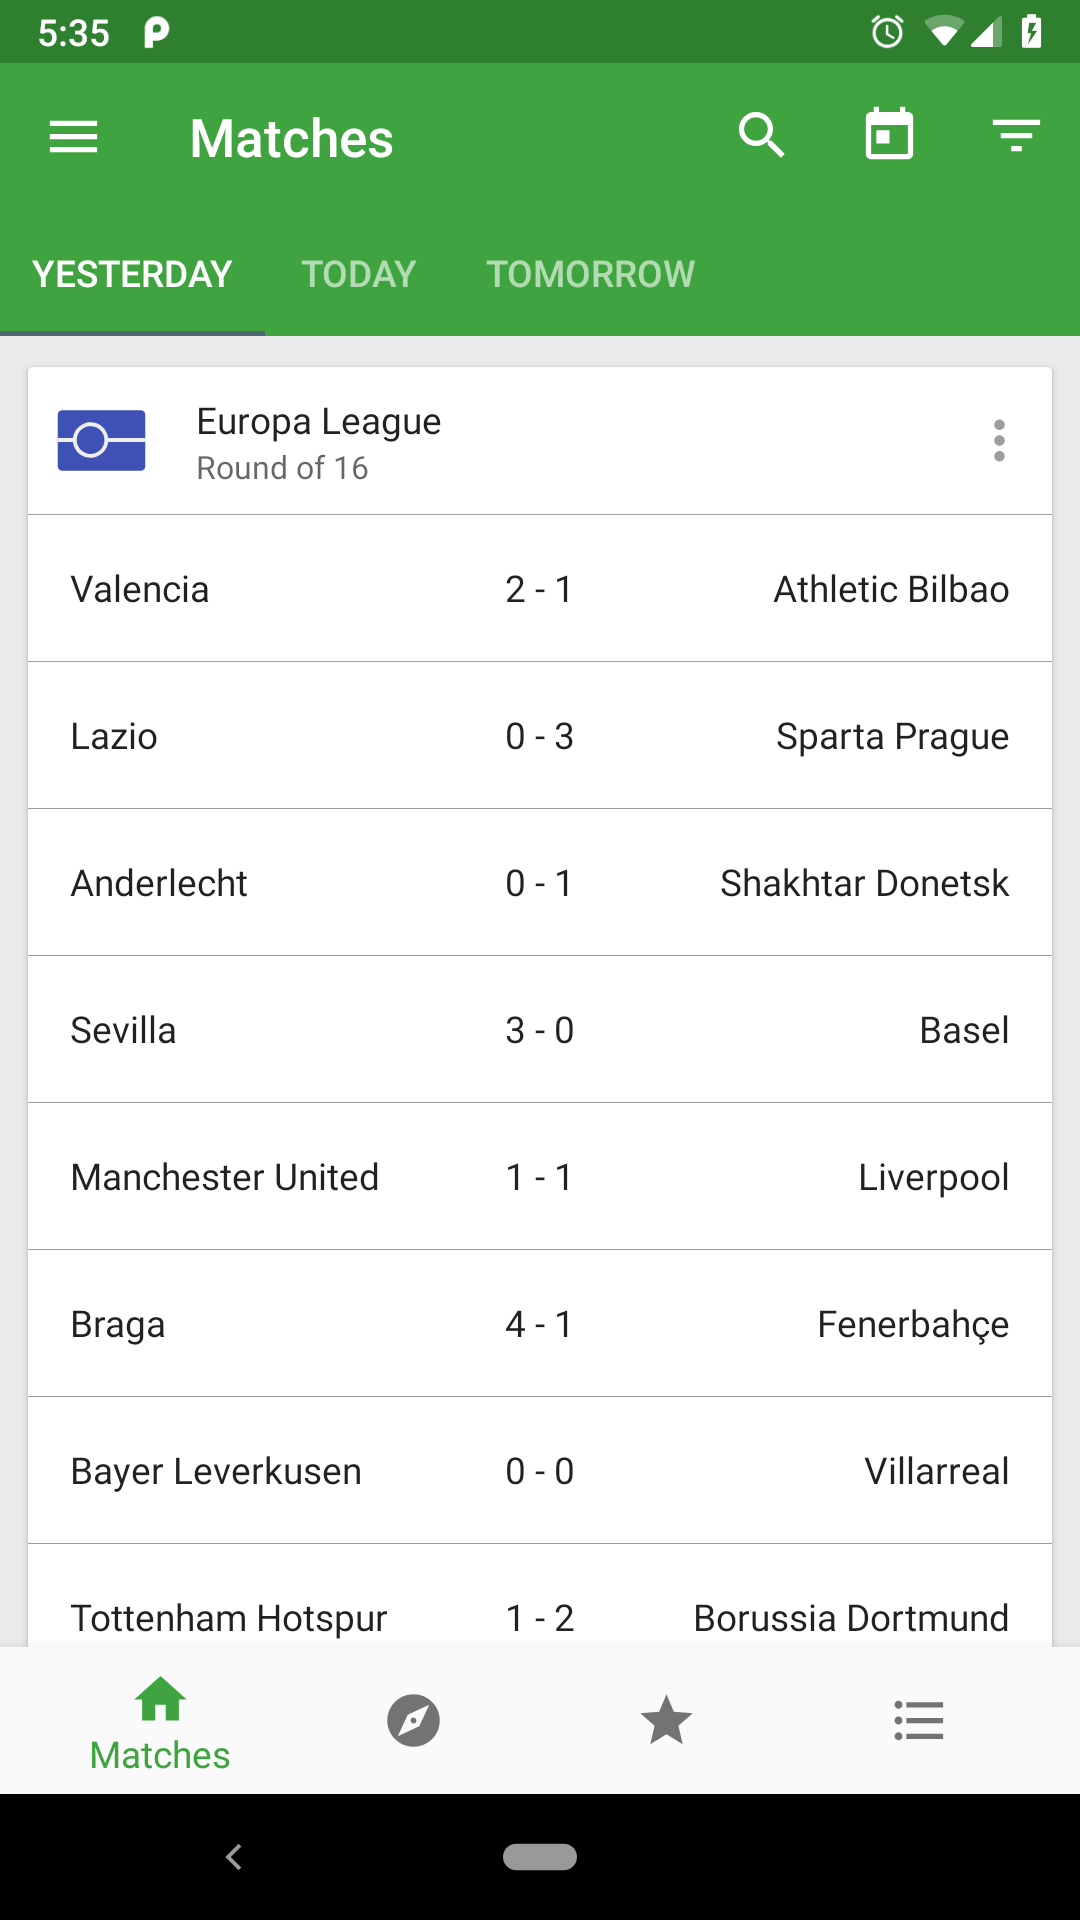 5:35
Matches
YESTERDAY TODAY TOMORROW
Europa League
Round of 16
Valencia 2 - 1 Athletic Bilbao
Lazio 0 - 3 Sparta Prague
Anderlecht 0 - 1 Shakhtar Donetsk
Sevilla 3 - 0 Basel
Manchester United 1 - 1 Liverpool
Braga 4 - 1 Fenerbahçe
Bayer Leverkusen 0 - 0 Villarreal
Tottenham Hotspur 1 - 2 Borussia Dortmund
Matches